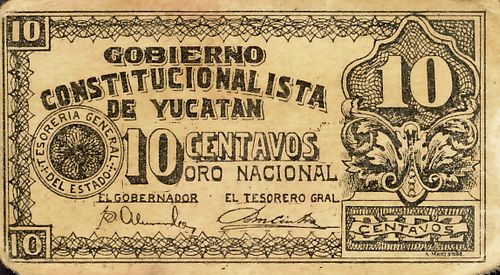 10
GOBIERNO
CONSTITUCIONALISTA
DE YUCATAN
10
TESORERIA GENERAL
DEL ESTADO
10 CENTAVOS
ORO NACIONAL
EL GOBERNADOR EL TESORERO GRAL.
CENTAVOS
10